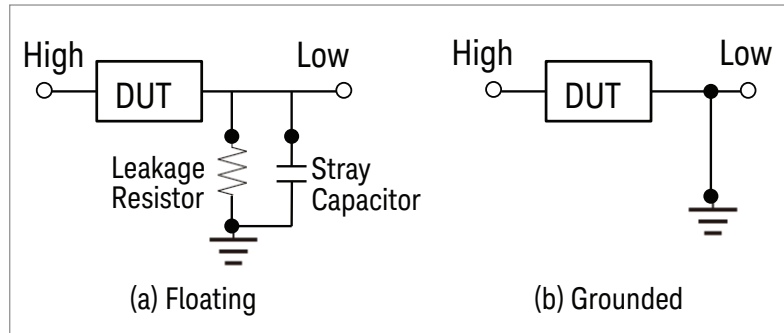 High
DUT
Low
Leakage
Resistor
Stray
Capacitor
(a) Floating
High
DUT
Low
(b) Grounded